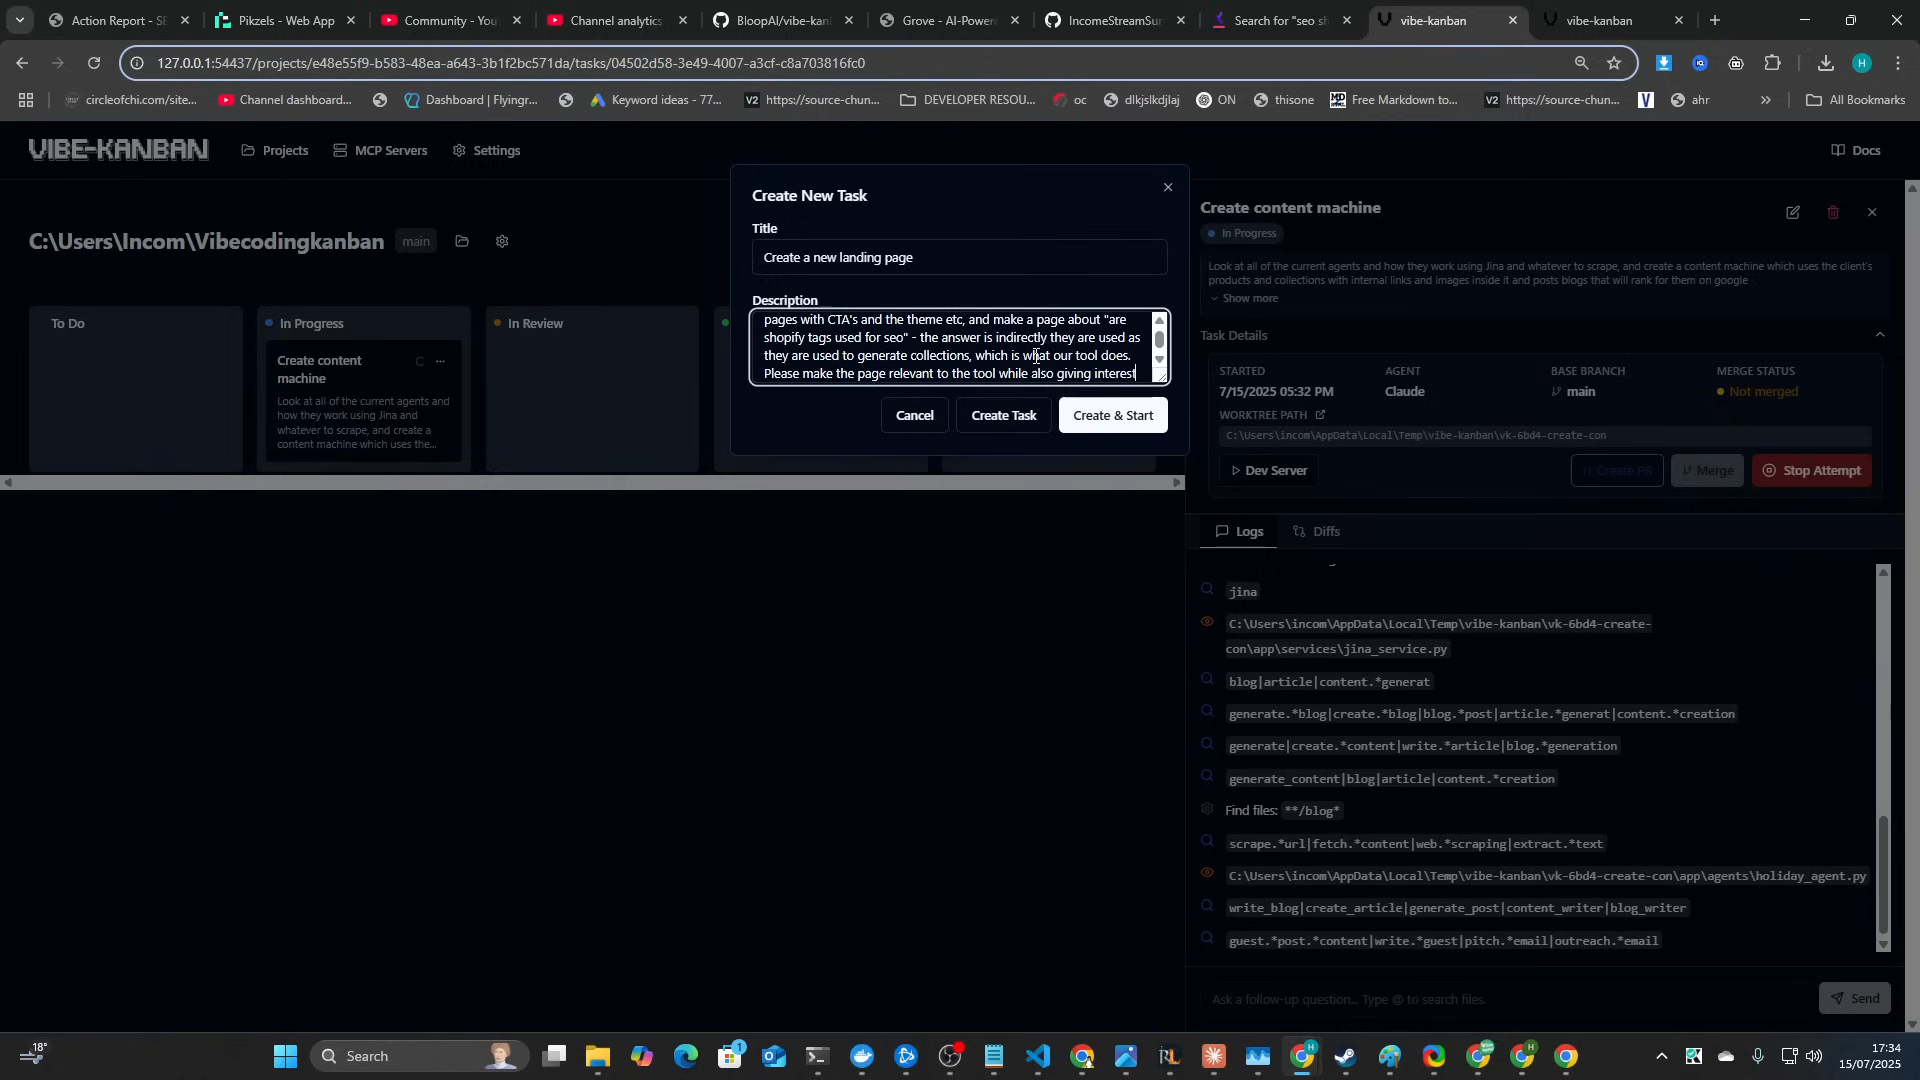 Action Report - SE
Pikzels - Web App
Community - You
Channel analytics
BloopAI/vibe-kan
Grove - AI-Power
IncomeStreamSur
Search for "seo sh
vibe-kanban
vibe-kanban
127.0.0.1:54437/projects/e48e55f9-b583-48ea-a643-3b1f2bc571da/tasks/04502d58-3e49-4007-a3cf-c8a703816fc0
H
circleofchi.com/site...
Channel dashboard...
Dashboard | Flyingr...
Keyword ideas - 77...
https://source-chun...
DEVELOPER RESOU...
oc
dlkjslkdjlaj
ON
thisone
Free Markdown to...
https://source-chun...
ahr
All Bookmarks
VIBE-KANBAN
Projects
MCP Servers
Settings
Docs
C:\Users\Incom\Vibecodingkanban
main
To Do
In Progress
In Review
Create content
machine
Look at all of the current agents and
how they work using Jina and
whatever to scrape, and create a
content machine which uses the...
Create New Task
Title
Create a new landing page
Description
pages with CTA's and the theme etc, and make a page about "are
shopify tags used for seo" - the answer is indirectly they are used as
they are used to generate collections, which is what our tool does.
Please make the page relevant to the tool while also giving interest
Cancel
Create Task
Create & Start
Create content machine
In Progress
Look at all of the current agents and how they work using Jina and whatever to scrape, and create a content machine which uses the client's
products and collections with internal links and images inside it and posts blogs that will rank for them on google
Show more
Task Details
STARTED
7/15/2025 05:32 PM
AGENT
Claude
BASE BRANCH
main
MERGE STATUS
Not merged
WORKTREE PATH
C:\Users\incom\AppData\Local\Temp\vibe-kanban\vk-6bd4-create-con
Dev Server
Create PR
Merge
Stop Attempt
Logs
Diffs
jina
C:\Users\incom\AppData\Local\Temp\vibe-kanban\vk-6bd4-create-
con\app\services\jina_service.py
blog|article|content.*generat
generate.*blog|create.*blog|blog.*post|article.*generat|content.*creation
generate|create.*content|write.*article|blog.*generation
generate_content|blog|article|content.*creation
Find files: **/blog*
scrape.*url|fetch.*content|web.*scraping|extract.*text
C:\Users\incom\AppData\Local\Temp\vibe-kanban\vk-6bd4-create-con\app\agents\holiday_agent.py
write_blog|create_article|generate_post|content_writer|blog_writer
guest.*post.*content|write.*guest|pitch.*email|outreach.*email
Ask a follow-up question... Type @ to search files.
Send
18°
Search
17:34
15/07/2025